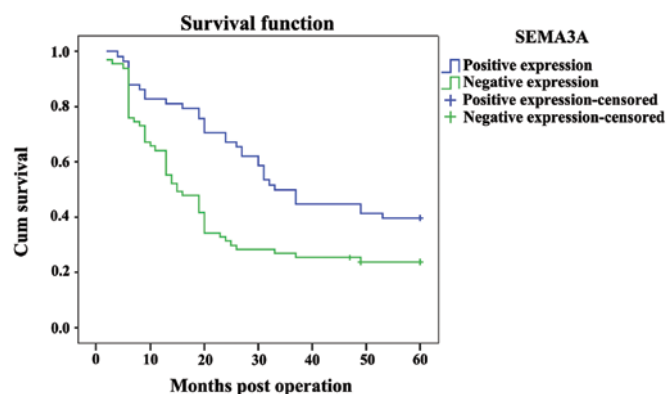 Survival function
SEMA3A
Positive expression
Negative expression
Positive expression-censored
Negative expression-censored
Cum survival
1.0
0.8
0.6
0.4
0.2
0.0
0 10 20 30 40 50 60
Months post operation